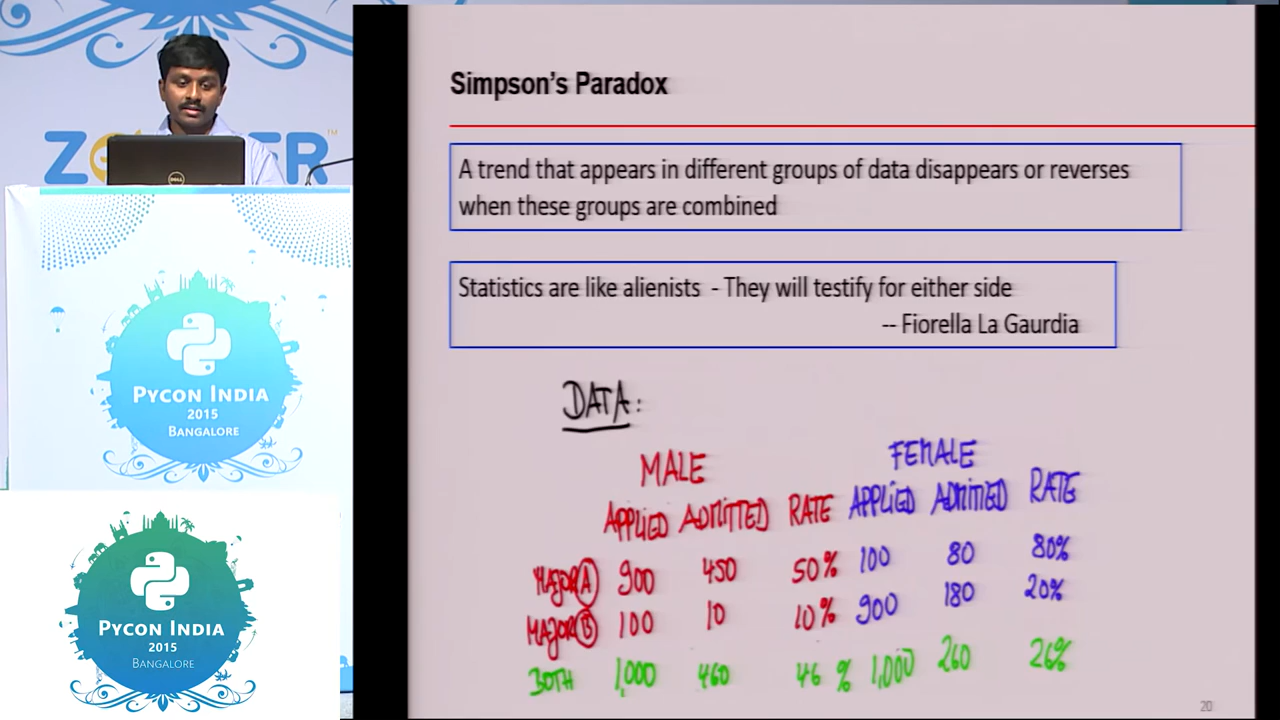 ZO ER TM
DELL
PYCON INDIA
2015
BANGALORE
PYCON INDIA
2015
BANGALORE
Simpson's Paradox
A trend that appears in different groups of data disappears or reverses
when these groups are combined
Statistics are like alienists - They will testify for either side
-- Fiorella La Gaurdia
DATA:
MALE FEMALE
APPLIED ADMITTED RATE APPLIED ADMITTED RATE
MAJOR A 900 450 50% 100 80 80%
MAJOR B 100 10 10% 900 180 20%
BOTH 1,000 460 46 % 1,000 260 26%
20